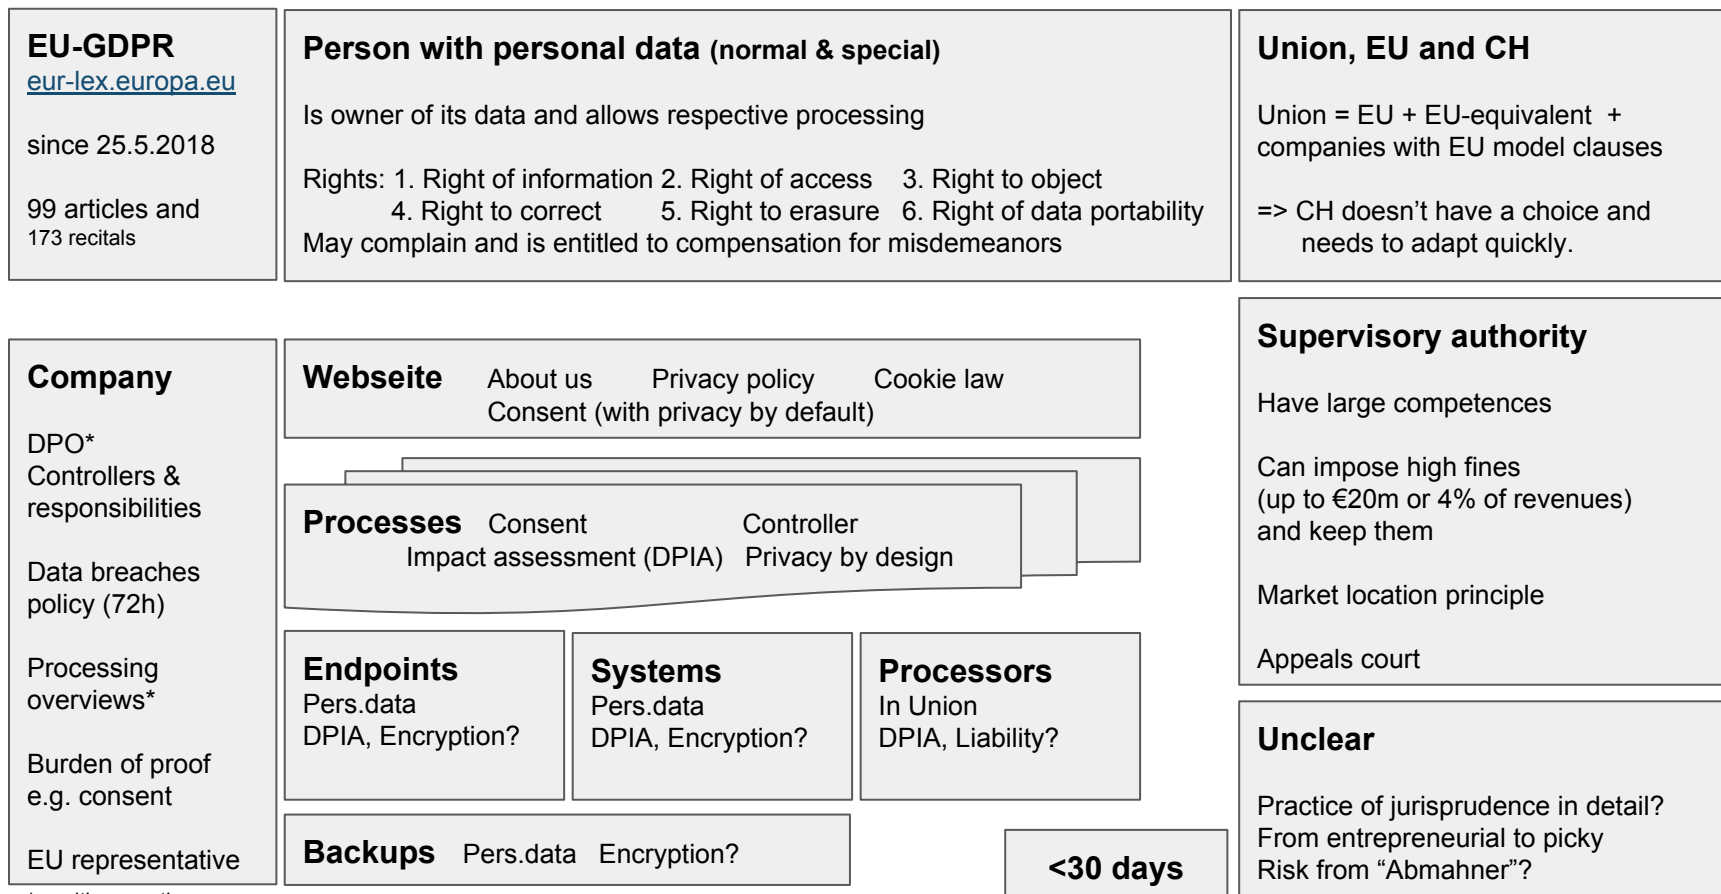 EU-GDPR
eur-lex.europa.eu
since 25.5.2018
99 articles and
173 recitals
Person with personal data (normal & special)
Is owner of its data and allows respective processing
Rights: 1. Right of information 2. Right of access 3. Right to object
4. Right to correct 5. Right to erasure 6. Right of data portability
May complain and is entitled to compensation for misdemeanors
Union, EU and CH
Union = EU + EU-equivalent +
companies with EU model clauses
=> CH doesn’t have a choice and
needs to adapt quickly.
Company
DPO*
Controllers &
responsibilities
Data breaches
policy (72h)
Processing
overviews*
Burden of proof
e.g. consent
EU representative
Webseite About us Privacy policy Cookie law
Consent (with privacy by default)
Processes Consent Controller
Impact assessment (DPIA) Privacy by design
Endpoints
Pers.data
DPIA, Encryption?
Systems
Pers.data
DPIA, Encryption?
Processors
In Union
DPIA, Liability?
Backups Pers.data Encryption?
<30 days
Supervisory authority
Have large competences
Can impose high fines
(up to €20m or 4% of revenues)
and keep them
Market location principle
Appeals court
Unclear
Practice of jurisprudence in detail?
From entrepreneurial to picky
Risk from “Abmahner”?